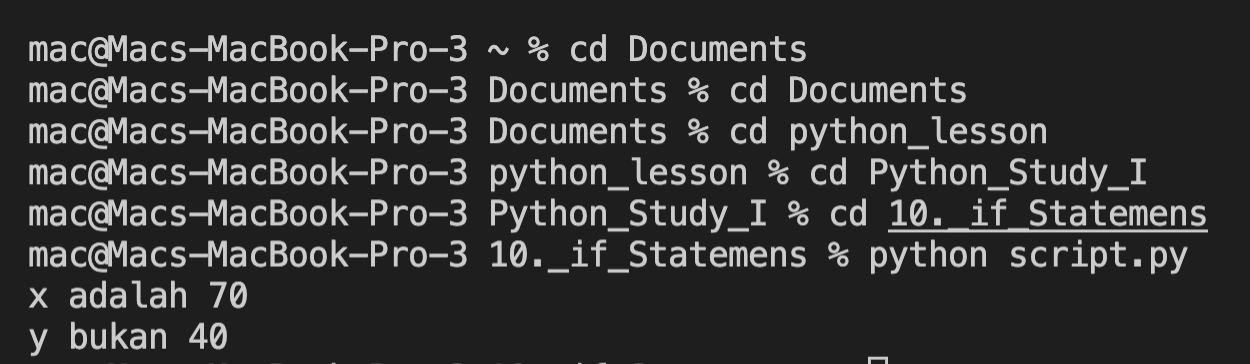 mac@Macs-MacBook-Pro-3 ~ % cd Documents
mac@Macs-MacBook-Pro-3 Documents % cd Documents
mac@Macs-MacBook-Pro-3 Documents % cd python_lesson
mac@Macs-MacBook-Pro-3 python_lesson % cd Python_Study_I
mac@Macs-MacBook-Pro-3 Python_Study_I % cd 10._if_Statemens
mac@Macs-MacBook-Pro-3 10._if_Statemens % python script.py
x adalah 70
y bukan 40